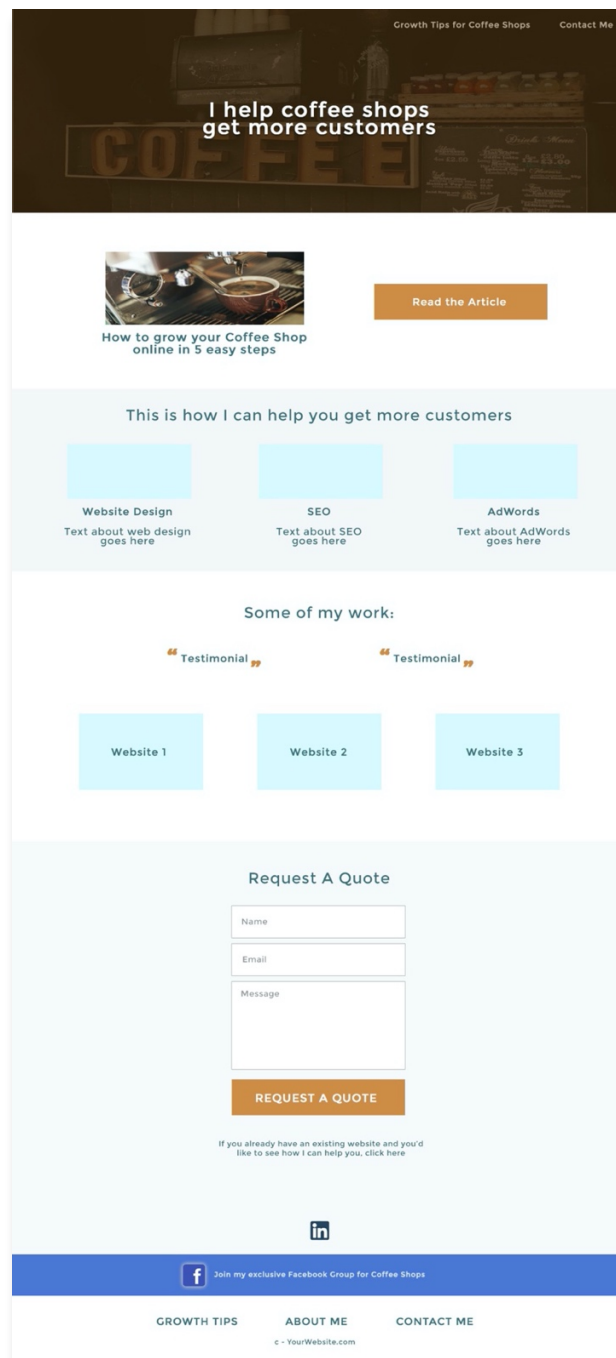 Growth Tips for Coffee Shops Contact Me
I help coffee shops
get more customers
COFFEE
How to grow your Coffee Shop
online in 5 easy steps
Read the Article
This is how I can help you get more customers
Website Design
Text about web design
goes here
SEO
Text about SEO
goes here
AdWords
Text about AdWords
goes here
Some of my work:
“ Testimonial ”
“ Testimonial ”
Website 1
Website 2
Website 3
Request A Quote
Name
Email
Message
REQUEST A QUOTE
If you already have an existing website and you'd
like to see how I can help you, click here
in
f Join my exclusive Facebook Group for Coffee Shops
GROWTH TIPS ABOUT ME CONTACT ME
c - YourWebsite.com